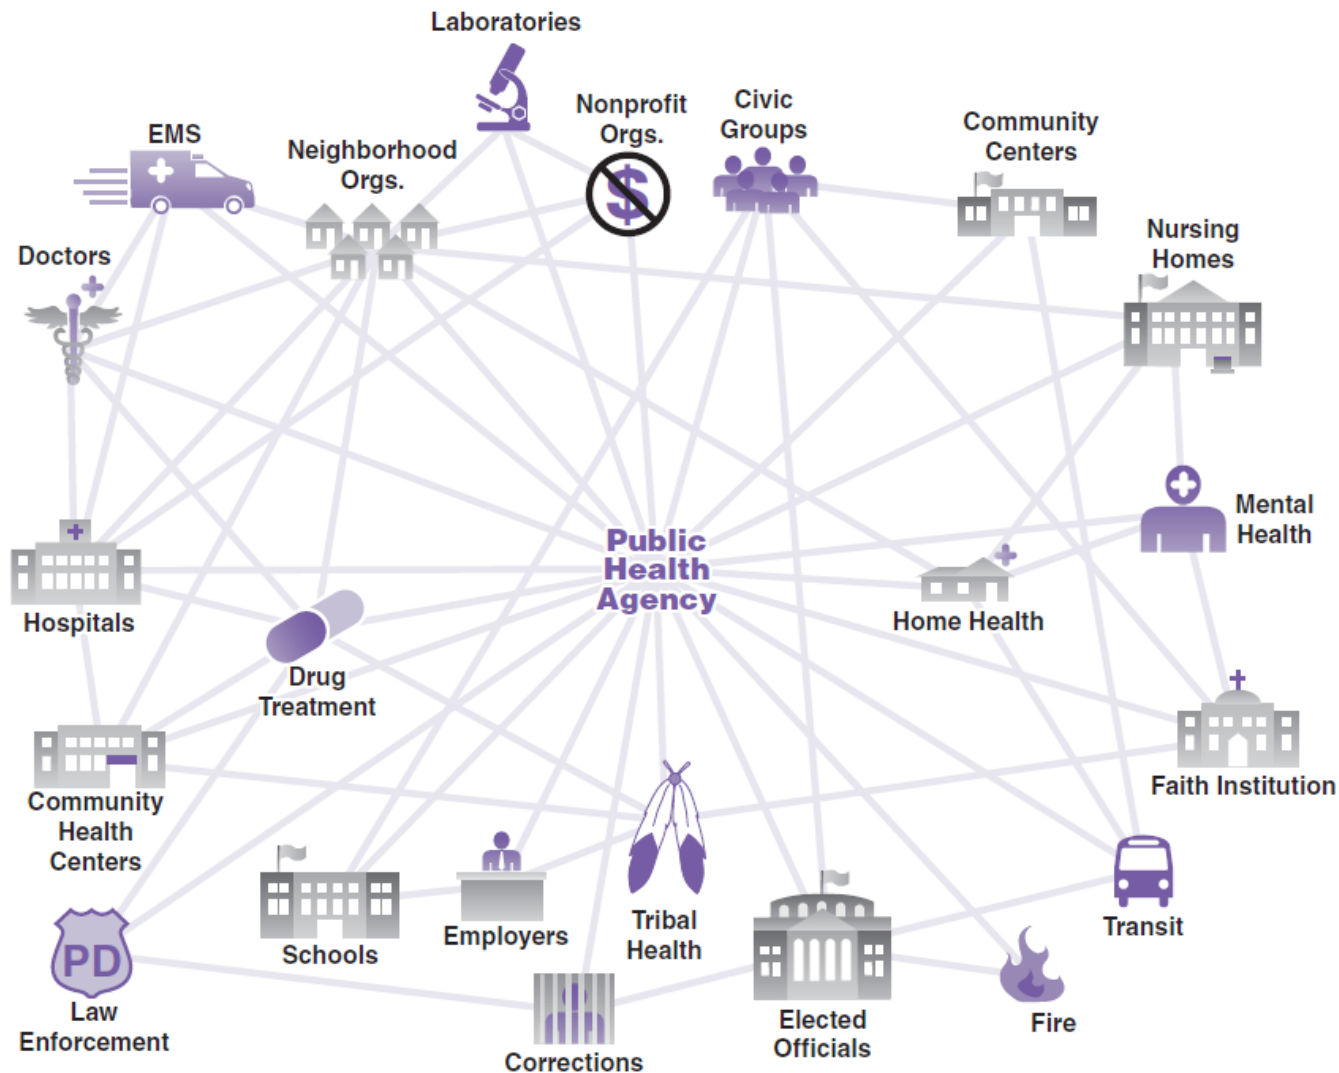 Laboratories
Nonprofit
Orgs.
Civic
Groups
Community
Centers
EMS
Neighborhood
Orgs.
Nursing
Homes
Doctors
Mental
Health
Public
Health
Agency
Hospitals
Home Health
Drug
Treatment
Faith Institution
Community
Health
Centers
Schools
Employers
Tribal
Health
Transit
PD
Law
Enforcement
Corrections
Elected
Officials
Fire
$